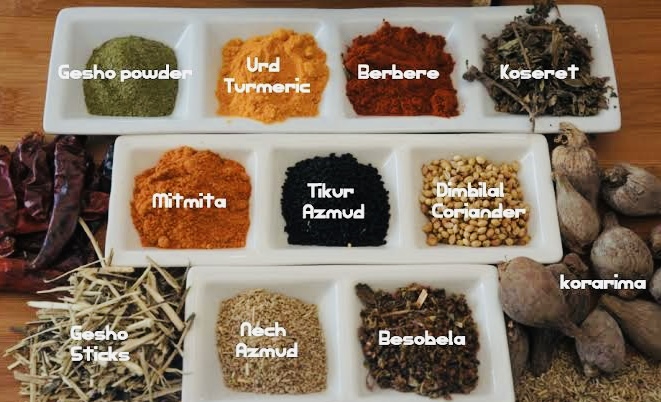 Gesho powder
Urd
Turmeric
Berbere
Koseret
Mitmita
Tikur
Azmud
Dimbilal
Coriander
korarima
Gesho
Sticks
Nech
Azmud
Besobela